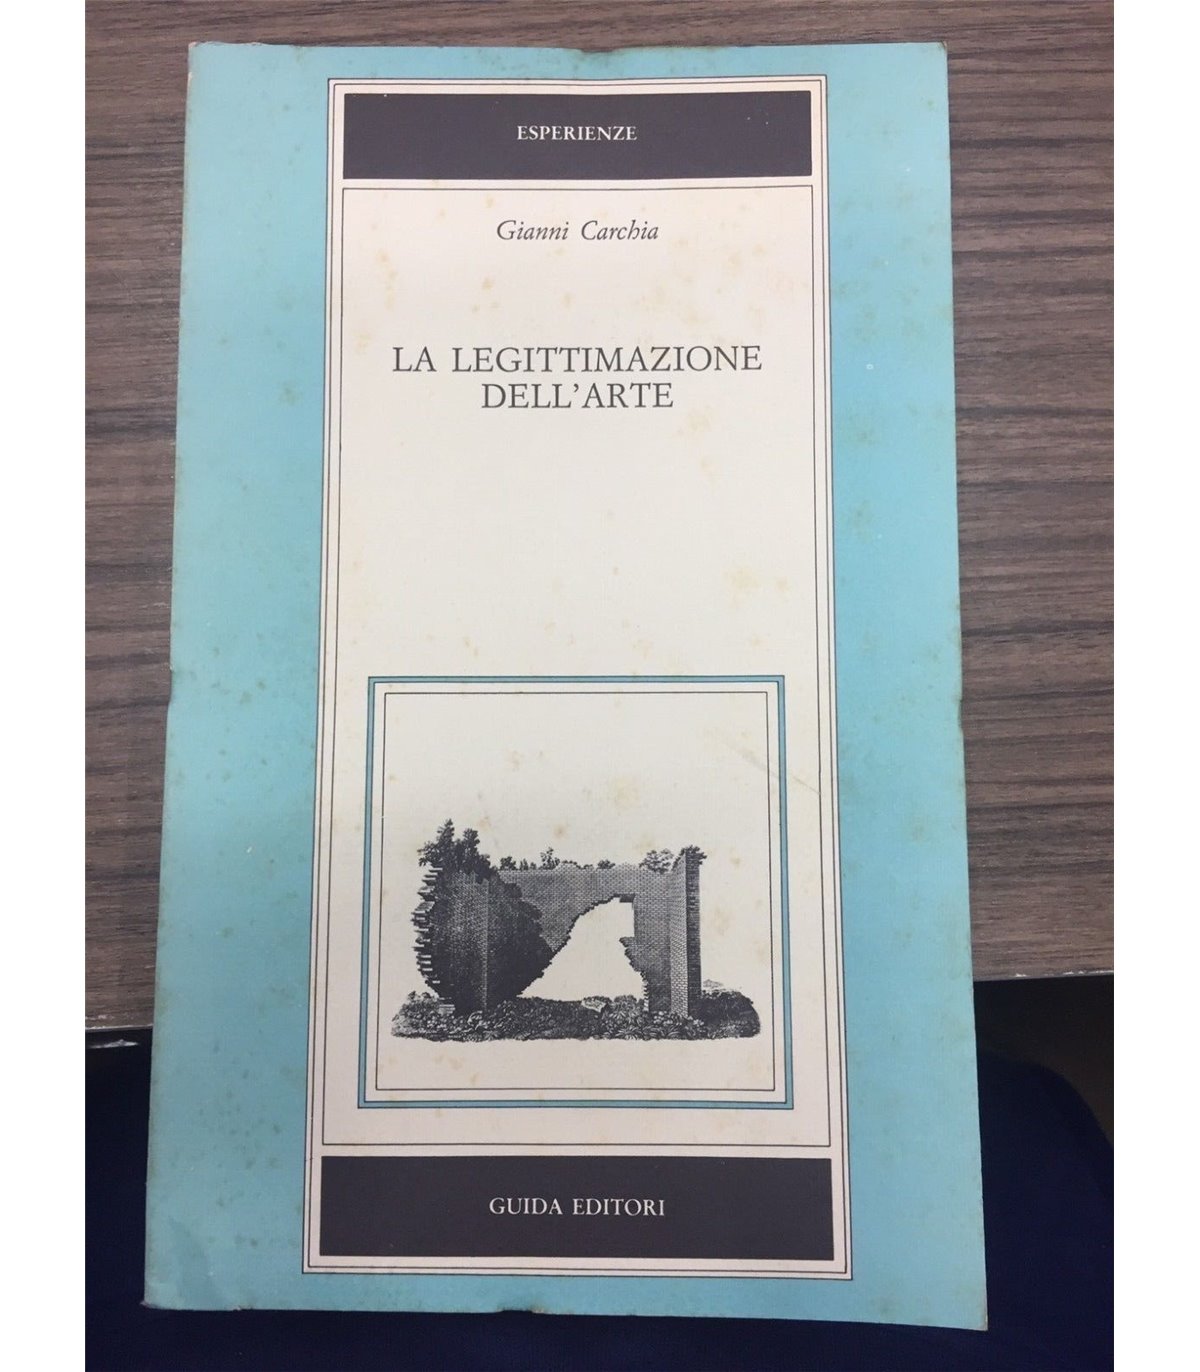 ESPERIENZE
Gianni Carchia
LA LEGITTIMAZIONE
DELL'ARTE
GUIDA EDITORI